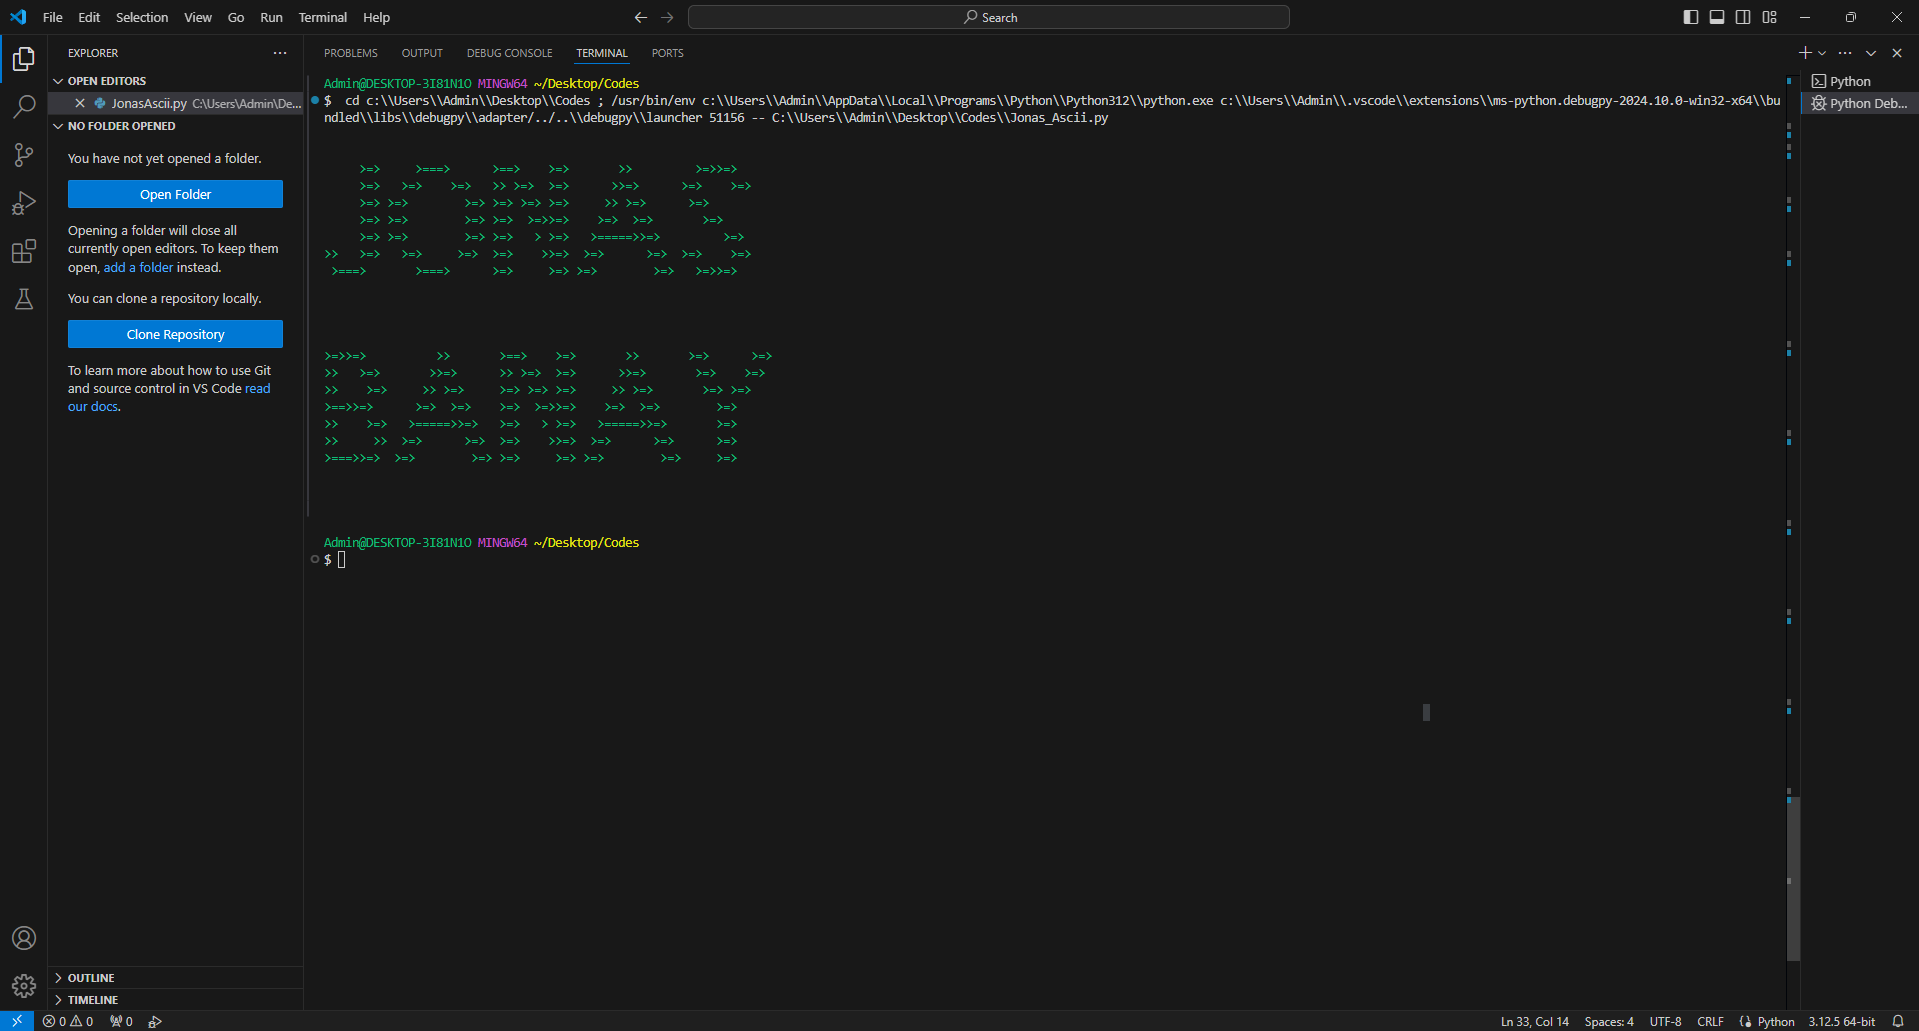 File Edit Selection View Go Run Terminal Help
Search
EXPLORER
OPEN EDITORS
JonasAscii.py C:\Users\Admin\De...
NO FOLDER OPENED
You have not yet opened a folder.
Open Folder
Opening a folder will close all
currently open editors. To keep them
open, add a folder instead.
You can clone a repository locally.
Clone Repository
To learn more about how to use Git
and source control in VS Code read
our docs.
OUTLINE
TIMELINE
PROBLEMS OUTPUT DEBUG CONSOLE TERMINAL PORTS
Admin@DESKTOP-3I81N1O MINGW64 ~/Desktop/Codes
$ cd c:\\Users\\Admin\\Desktop\\Codes ; /usr/bin/env c:\\Users\\Admin\\AppData\\Local\\Programs\\Python\\Python312\\python.exe c:\\Users\\Admin\\.vscode\\extensions\\ms-python.debugpy-2024.10.0-win32-x64\\bu
ndled\\libs\\debugpy\\adapter/../..\\debugpy\\launcher 51156 -- C:\\Users\\Admin\\Desktop\\Codes\\Jonas_Ascii.py
JONAS
BANAY
Admin@DESKTOP-3I81N1O MINGW64 ~/Desktop/Codes
$
Python
Python Deb...
0 0 0
Ln 33, Col 14 Spaces: 4 UTF-8 CRLF Python 3.12.5 64-bit